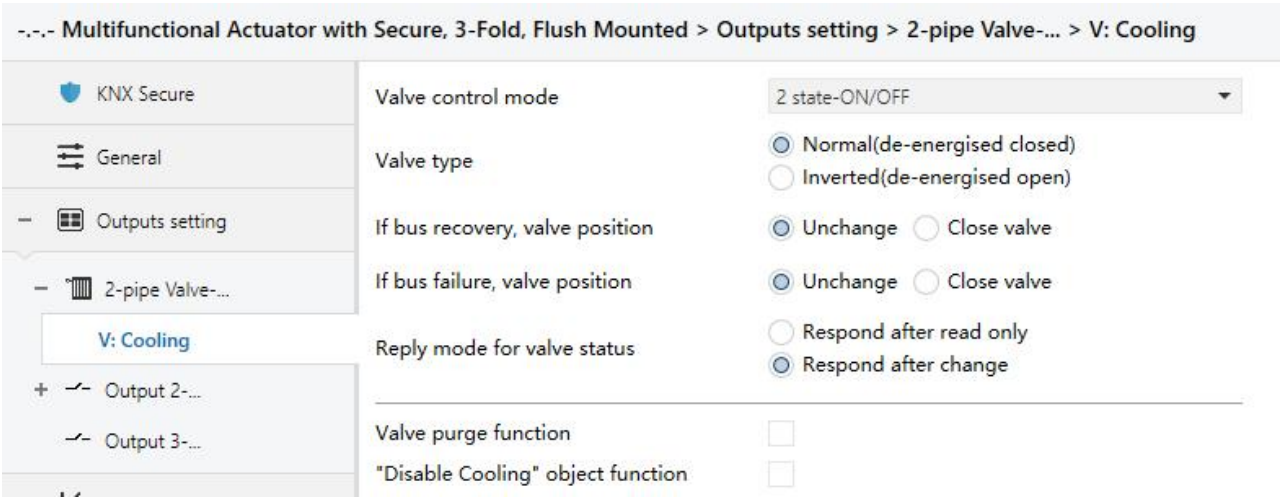 -.-.- Multifunctional Actuator with Secure, 3-Fold, Flush Mounted > Outputs setting > 2-pipe Valve-... > V: Cooling
KNX Secure
General
Outputs setting
2-pipe Valve-...
V: Cooling
Output 2-...
Output 3-...
Valve control mode 2 state-ON/OFF
Valve type Normal(de-energised closed)
Inverted(de-energised open)
If bus recovery, valve position Unchange Close valve
If bus failure, valve position Unchange Close valve
Reply mode for valve status Respond after read only
Respond after change
Valve purge function
"Disable Cooling" object function